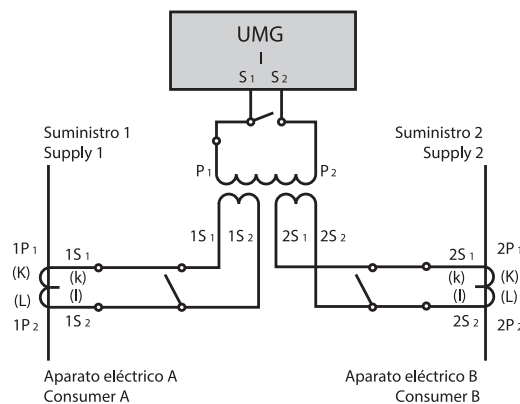 UMG
I
S1 S2
Suministro 1
Supply 1
Suministro 2
Supply 2
P1 P2
1S1 1S2 2S1 2S2
1P1 1S1 2S1 2P1
(K) (k) (k) (K)
(L) (l) (l) (L)
1P2 1S2 2S2 2P2
Aparato eléctrico A
Consumer A
Aparato eléctrico B
Consumer B